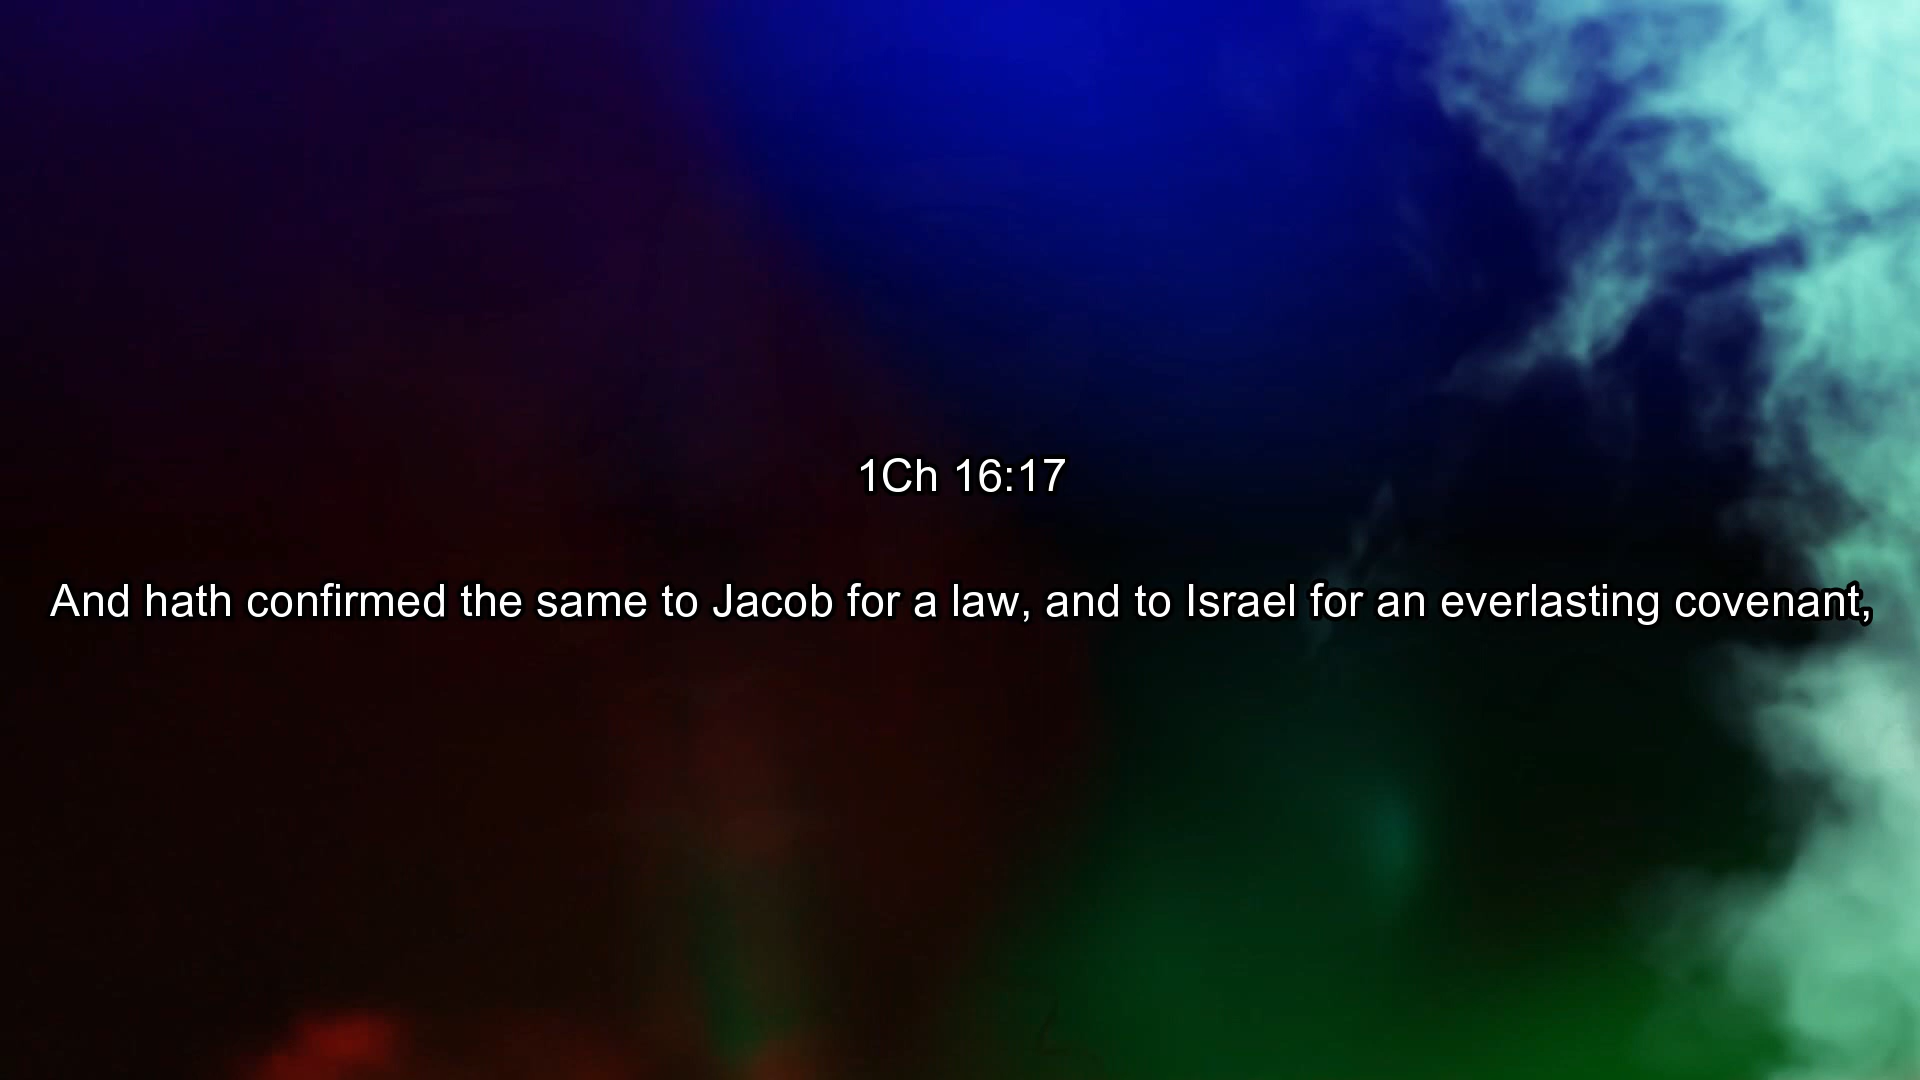 1Ch 16:17
And hath confirmed the same to Jacob for a law, and to Israel for an everlasting covenant,